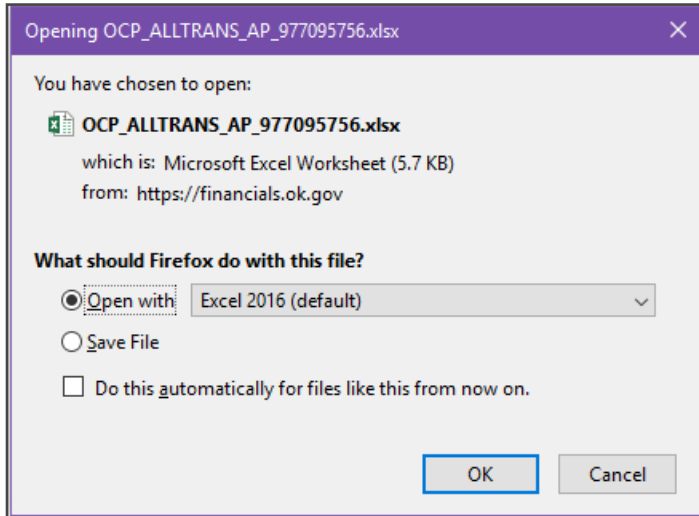 Opening OCP_ALLTRANS_AP_977095756.xlsx
You have chosen to open:
OCP_ALLTRANS_AP_977095756.xlsx
which is: Microsoft Excel Worksheet (5.7 KB)
from: https://financials.ok.gov
What should Firefox do with this file?
Open with Excel 2016 (default)
Save File
Do this automatically for files like this from now on.
OK Cancel